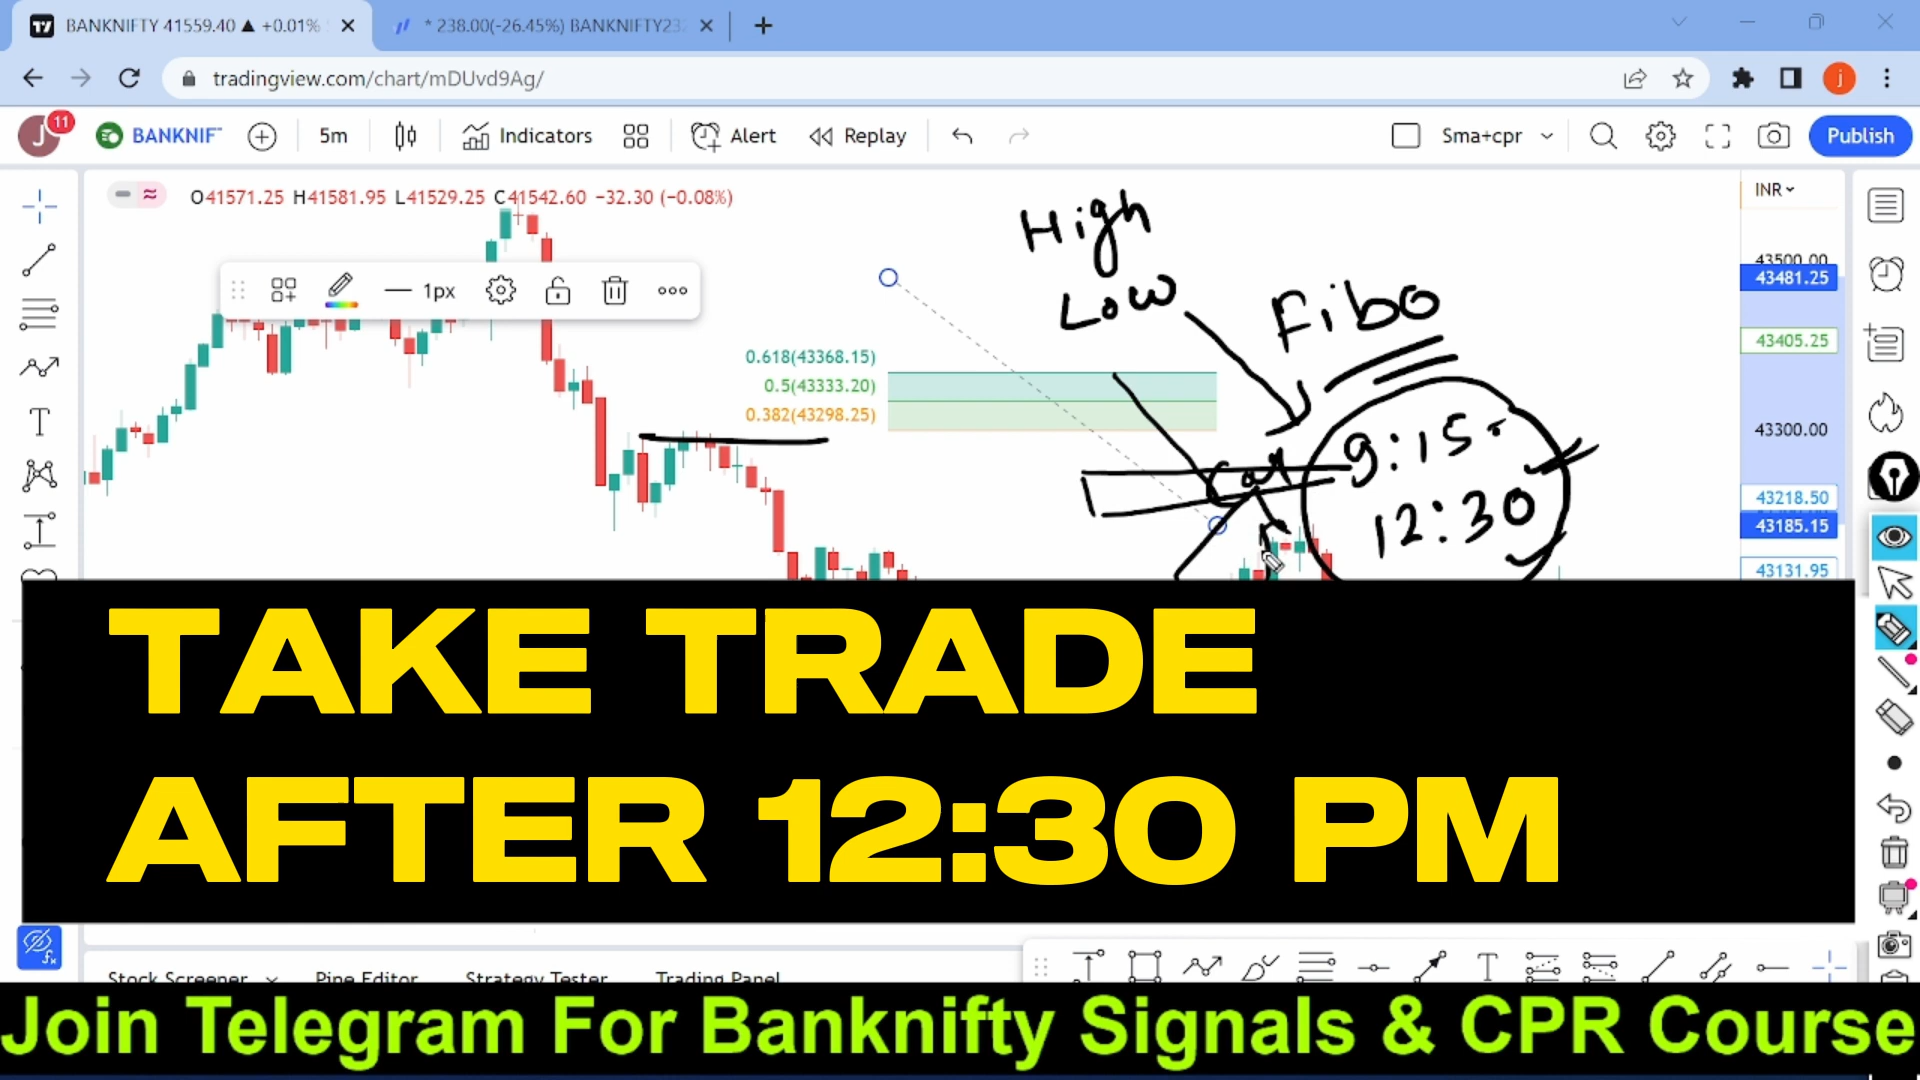 BANKNIFTY 41559.40 ▲ +0.01%
* 238.00(-26.45%) BANKNIFTY23
tradingview.com/chart/mDUvd9Ag/
j
J
11
BANKNIF
5m
Indicators
Alert
Replay
Sma+cpr
Publish
O41571.25 H41581.95 L41529.25 C41542.60 −32.30 (−0.08%)
INR
1px
High
Low
Fibo
9:15-
12:30
0.618(43368.15)
0.5(43333.20)
0.382(43298.25)
43500.00
43481.25
43405.25
43300.00
43218.50
43185.15
43131.95
TAKE TRADE
AFTER 12:30 PM
Stock Screener
Pine Editor
Strategy Tester
Trading Panel
Join Telegram For Banknifty Signals & CPR Course